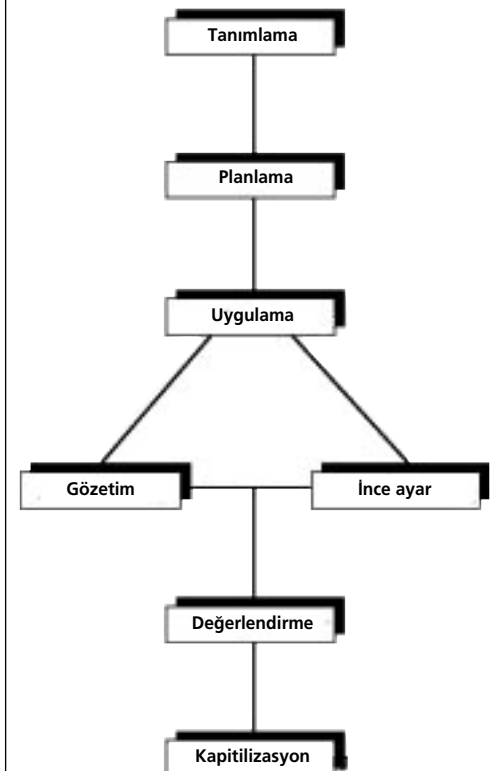 Tanımlama
Planlama
Uygulama
Gözetim
İnce ayar
Değerlendirme
Kapitilizasyon